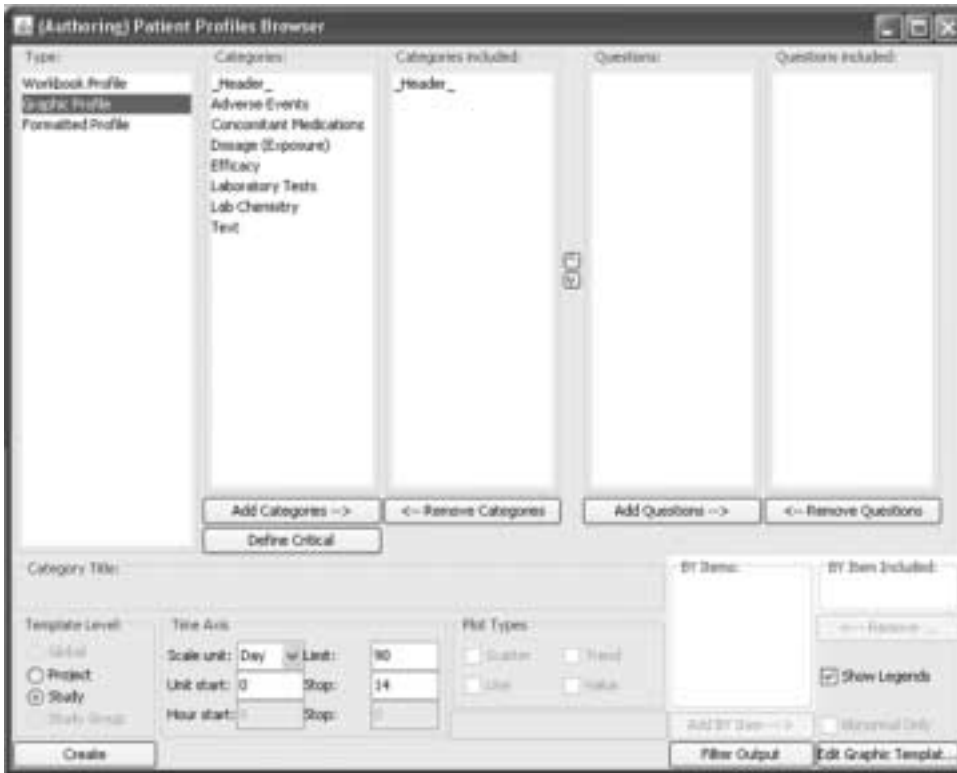 (Authoring) Patient Profiles Browser
Type:
Categories:
Categories included:
Questions:
Questions included:
Workbook Profile
Graphic Profile
Formatted Profile
_Header_
Adverse Events
Concomitant Medications
Dosage (Exposure)
Efficacy
Laboratory Tests
Lab Chemistry
Text
_Header_
Add Categories -->
<-- Remove Categories
Add Questions -->
<-- Remove Questions
Define Critical
Category Title:
BY Items:
BY Item Included:
Template Level:
Global
Project
Study
Study Group
Time Axis
Scale unit: Day Limit: 90
Unit start: 0 Stop: 14
Hour start: Stop:
Plot Types
Scatter
Trend
Line
Value
<-- Remove ...
Show Legends
Add BY Item -->
Abnormal Only
Create
Filter Output
Edit Graphic Templat...